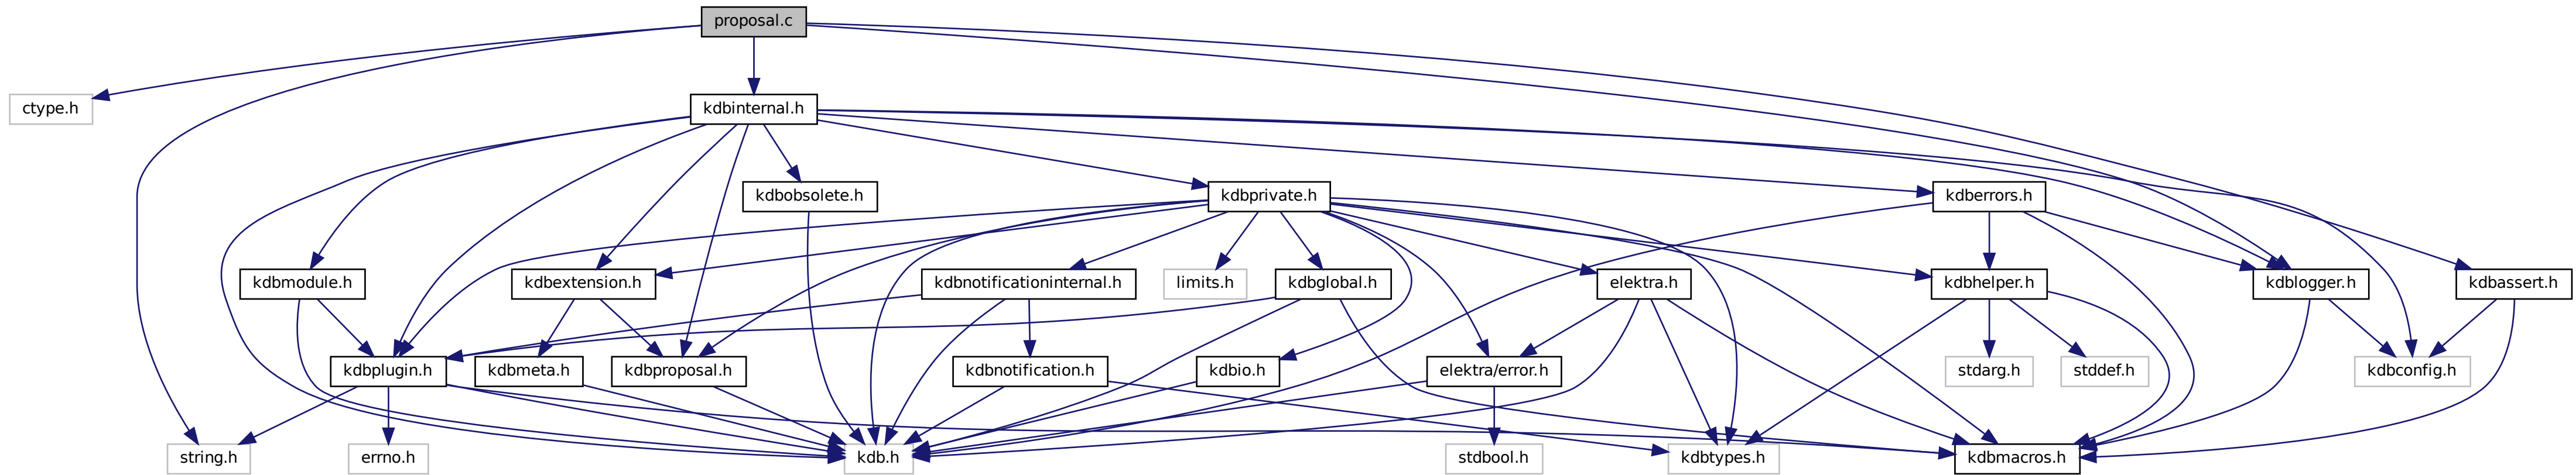 proposal.c
ctype.h
kdbinternal.h
kdbobsolete.h
kdbprivate.h
kdberrors.h
kdbmodule.h
kdbextension.h
kdbnotificationinternal.h
limits.h
kdbglobal.h
elektra.h
kdbhelper.h
kdblogger.h
kdbassert.h
kdbplugin.h
kdbmeta.h
kdbproposal.h
kdbnotification.h
kdbio.h
elektra/error.h
stdarg.h
stddef.h
kdbconfig.h
string.h
errno.h
kdb.h
stdbool.h
kdbtypes.h
kdbmacros.h